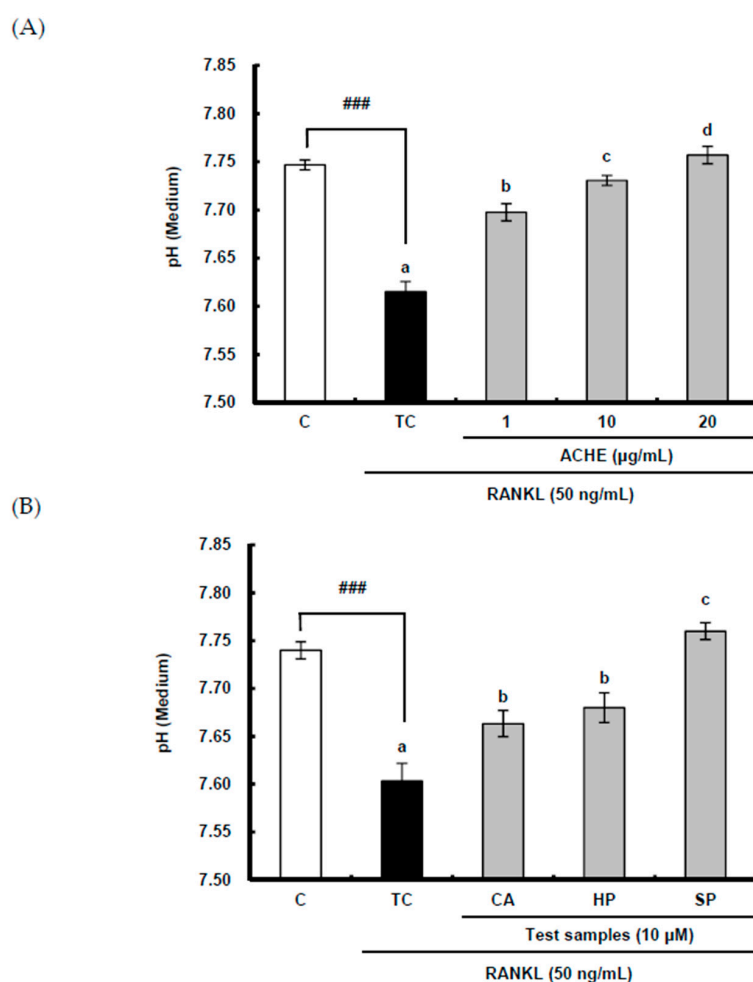 (A)
7.85
###
7.80
d
c
7.75
b
7.70
pH (Medium)
7.65
a
7.60
7.55
7.50
C TC 1 10 20
ACHE (µg/mL)
RANKL (50 ng/mL)
(B)
7.85
7.80
###
c
7.75
7.70
b b
pH (Medium)
7.65
a
7.60
7.55
7.50
C TC CA HP SP
Test samples (10 µM)
RANKL (50 ng/mL)